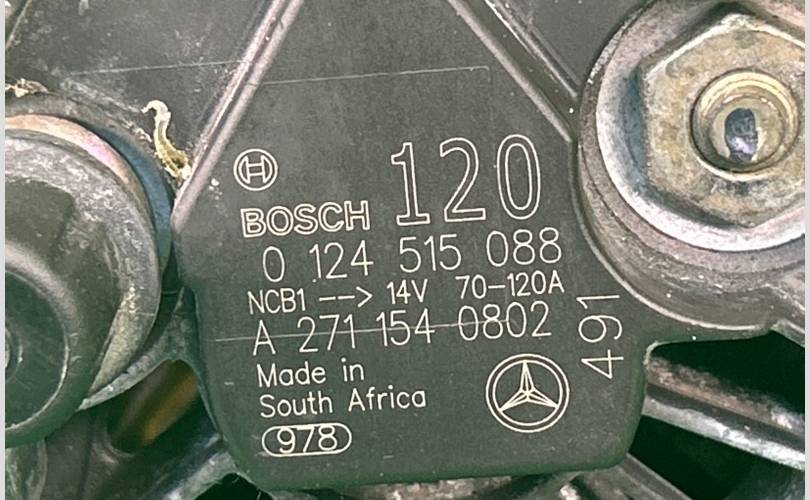 120
BOSCH
0 124 515 088
NCB1 --> 14V 70-120A
A 271 154 0802
491
Made in
South Africa
978